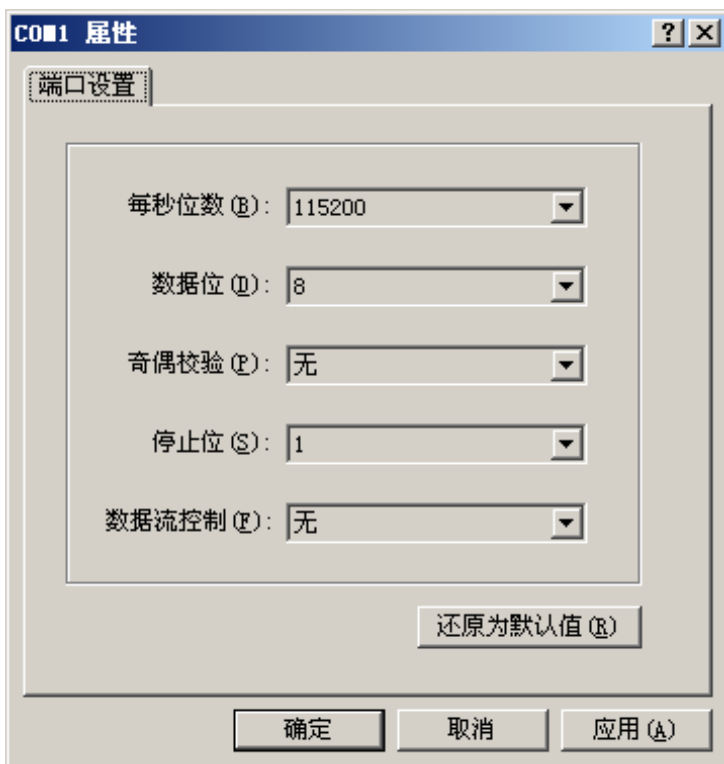 COM1 属性
端口设置
每秒位数(B): 115200
数据位(D): 8
奇偶校验(P): 无
停止位(S): 1
数据流控制(F): 无
还原为默认值(R)
确定 取消 应用(A)